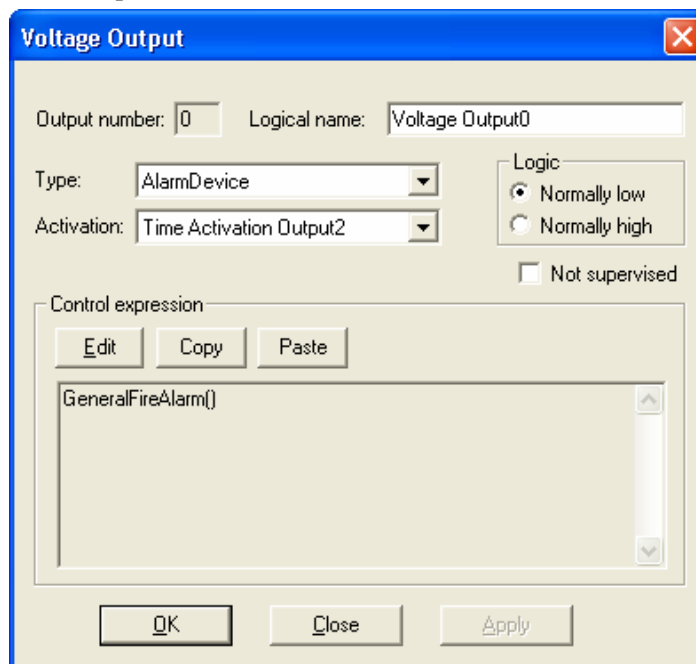 Voltage Output
Output number: 0 Logical name: Voltage Output0
Type: AlarmDevice
Logic
Normally low
Activation: Time Activation Output2
Normally high
Not supervised
Control expression
Edit Copy Paste
GeneralFireAlarm()
OK Close Apply